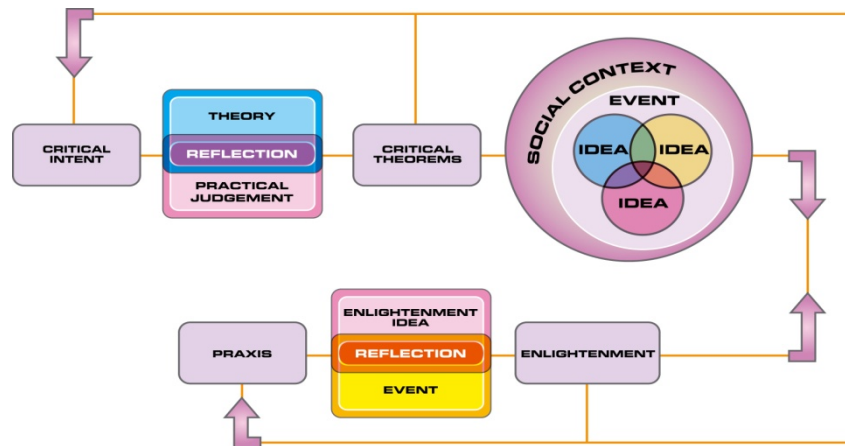 CRITICAL
INTENT
THEORY
REFLECTION
PRACTICAL
JUDGEMENT
CRITICAL
THEOREMS
SOCIAL CONTEXT
EVENT
IDEA
IDEA
IDEA
PRAXIS
ENLIGHTENMENT
IDEA
REFLECTION
EVENT
ENLIGHTENMENT